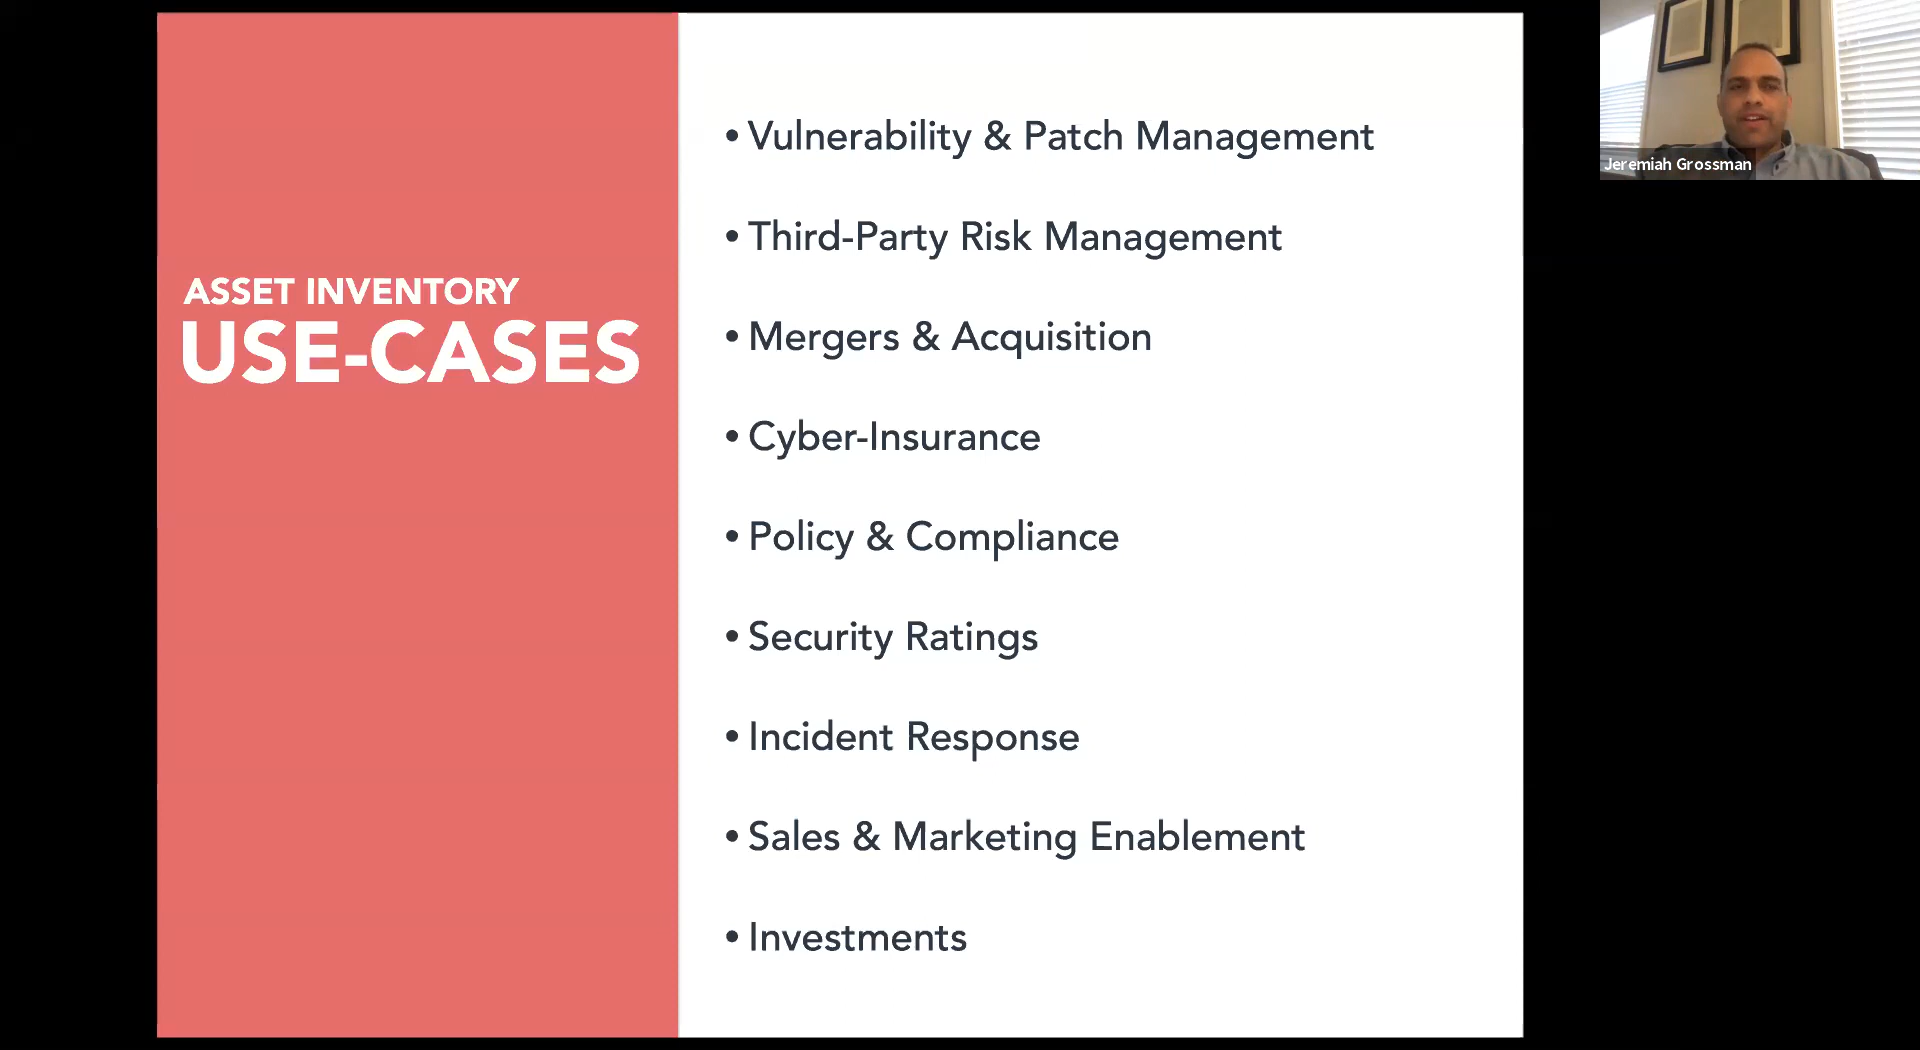 ASSET INVENTORY
USE-CASES
• Vulnerability & Patch Management
• Third-Party Risk Management
• Mergers & Acquisition
• Cyber-Insurance
• Policy & Compliance
• Security Ratings
• Incident Response
• Sales & Marketing Enablement
• Investments
Jeremiah Grossman